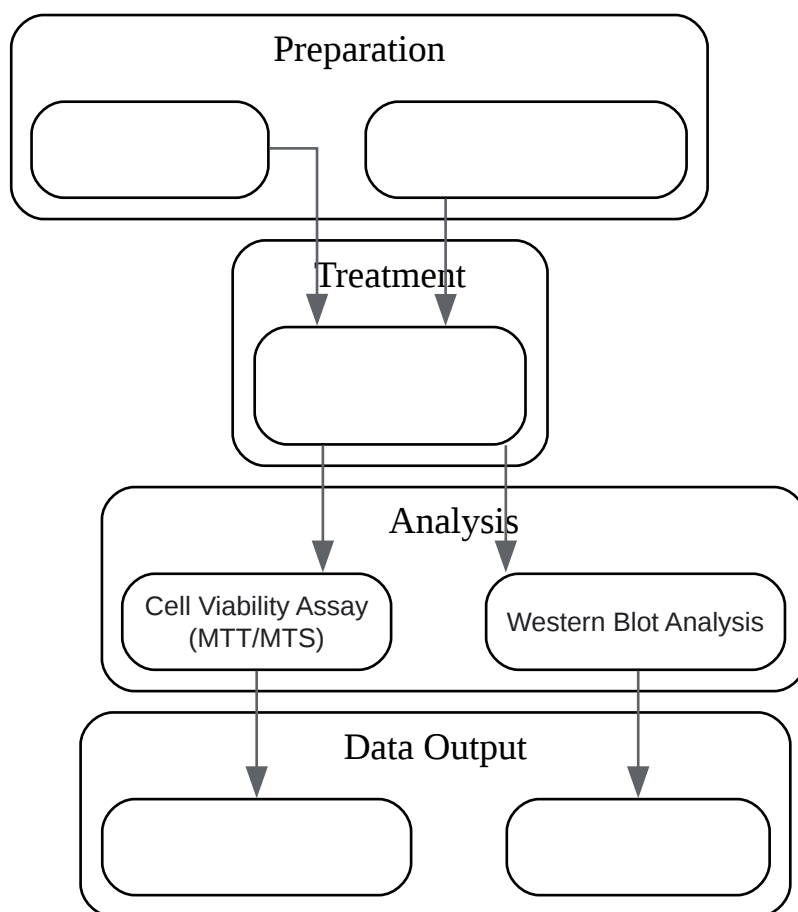 Preparation
Treatment
Analysis
Cell Viability Assay
(MTT/MTS)
Western Blot Analysis
Data Output